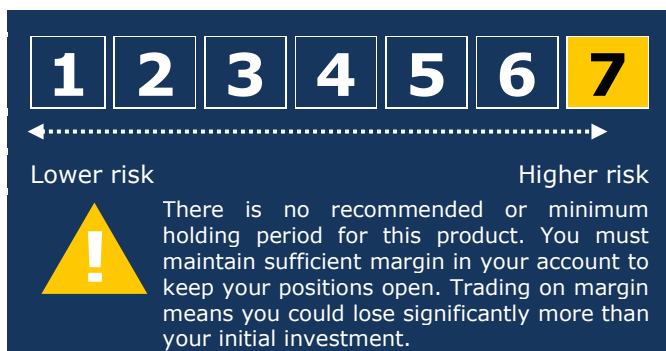 1 2 3 4 5 6 7
Lower risk Higher risk
!
There is no recommended or minimum
holding period for this product. You must
maintain sufficient margin in your account to
keep your positions open. Trading on margin
means you could lose significantly more than
your initial investment.